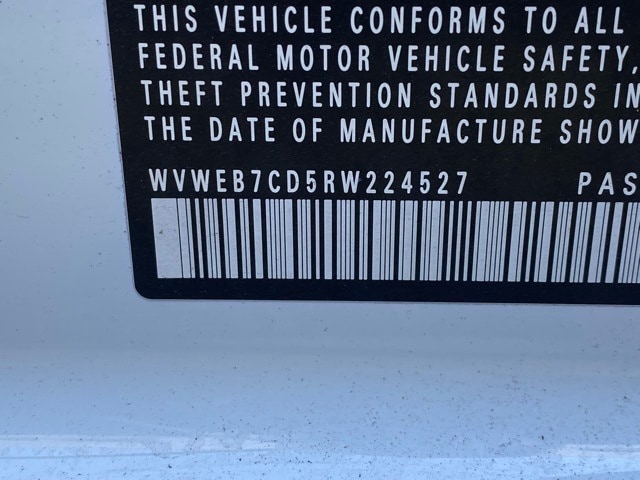 THIS VEHICLE CONFORMS TO ALL
FEDERAL MOTOR VEHICLE SAFETY,
THEFT PREVENTION STANDARDS IN
THE DATE OF MANUFACTURE SHOW
WVWEB7CD5RW224527 PAS